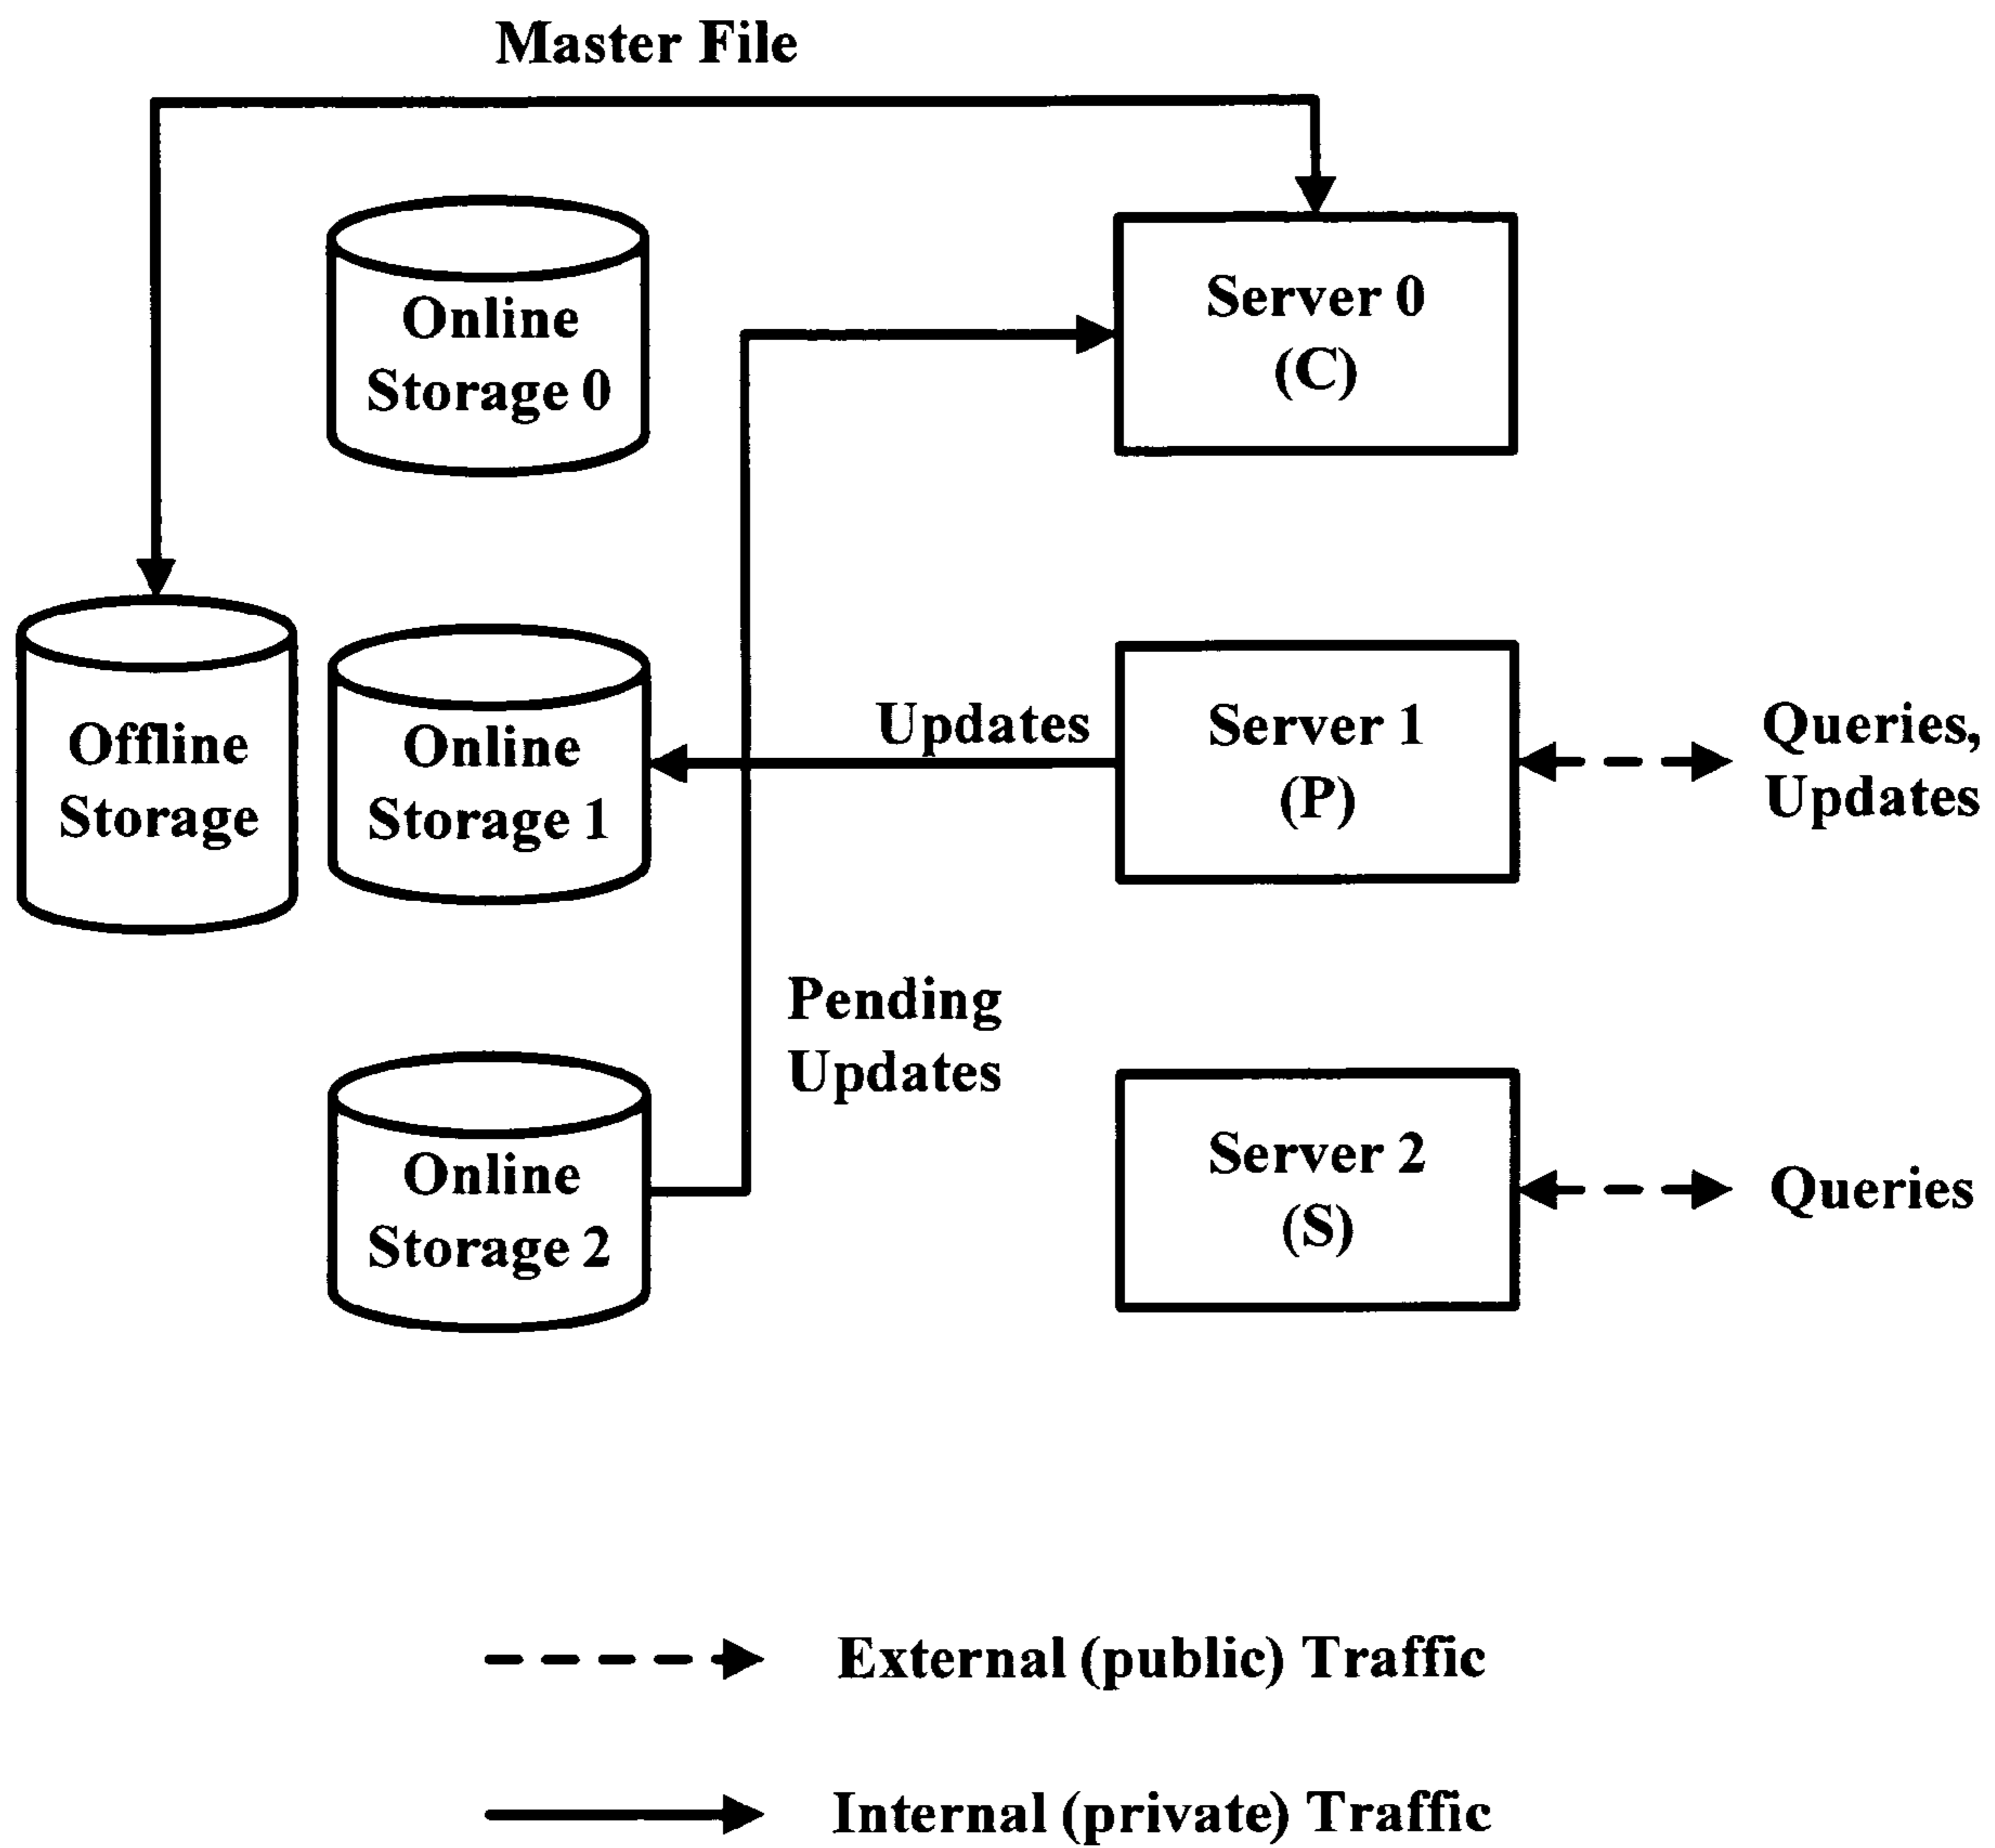 Master File
Online
Storage 0
Server 0
(C)
Offline
Storage
Online
Storage 1
Updates
Server 1
(P)
Queries,
Updates
Pending
Updates
Online
Storage 2
Server 2
(S)
Queries
External (public) Traffic
Internal (private) Traffic